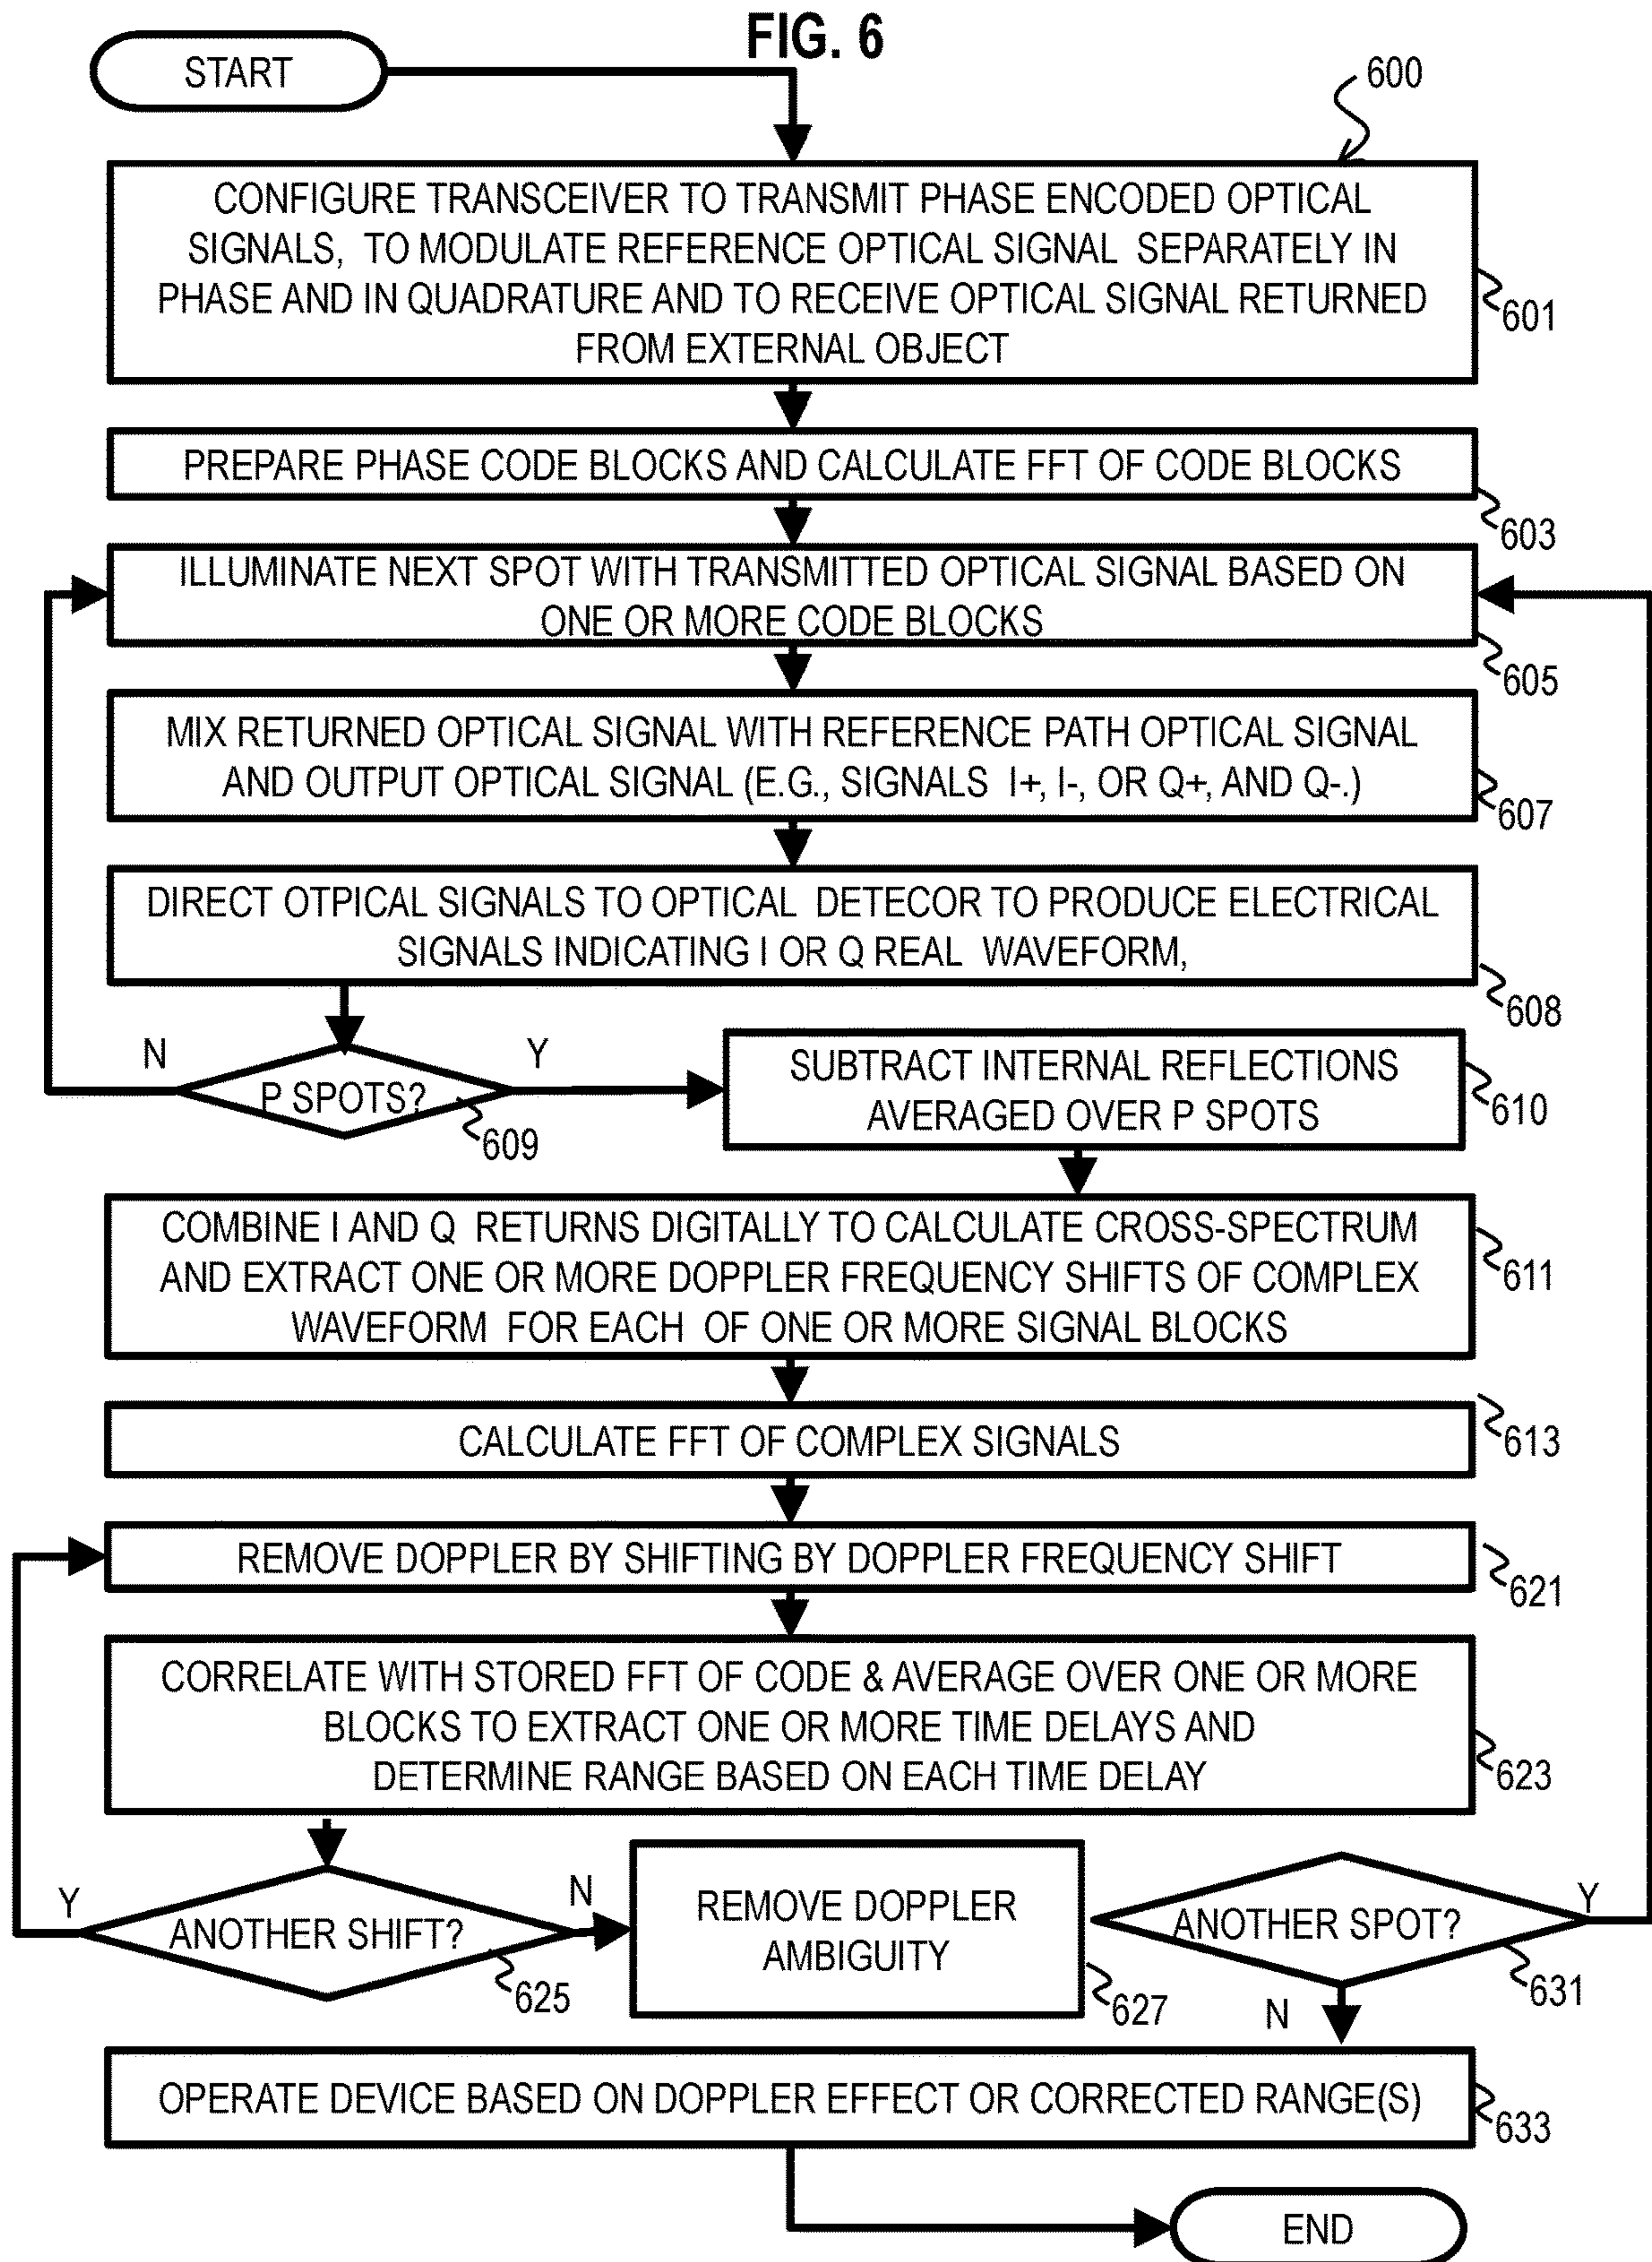 FIG. 6
START
600
CONFIGURE TRANSCEIVER TO TRANSMIT PHASE ENCODED OPTICAL
SIGNALS, TO MODULATE REFERENCE OPTICAL SIGNAL SEPARATELY IN
PHASE AND IN QUADRATURE AND TO RECEIVE OPTICAL SIGNAL RETURNED
FROM EXTERNAL OBJECT
601
PREPARE PHASE CODE BLOCKS AND CALCULATE FFT OF CODE BLOCKS
603
ILLUMINATE NEXT SPOT WITH TRANSMITTED OPTICAL SIGNAL BASED ON
ONE OR MORE CODE BLOCKS
605
MIX RETURNED OPTICAL SIGNAL WITH REFERENCE PATH OPTICAL SIGNAL
AND OUTPUT OPTICAL SIGNAL (E.G., SIGNALS I+, I-, OR Q+, AND Q-.)
607
DIRECT OTPICAL SIGNALS TO OPTICAL DETECOR TO PRODUCE ELECTRICAL
SIGNALS INDICATING I OR Q REAL WAVEFORM,
608
N
Y
P SPOTS?
609
SUBTRACT INTERNAL REFLECTIONS
AVERAGED OVER P SPOTS
610
COMBINE I AND Q RETURNS DIGITALLY TO CALCULATE CROSS-SPECTRUM
AND EXTRACT ONE OR MORE DOPPLER FREQUENCY SHIFTS OF COMPLEX
WAVEFORM FOR EACH OF ONE OR MORE SIGNAL BLOCKS
611
CALCULATE FFT OF COMPLEX SIGNALS
613
REMOVE DOPPLER BY SHIFTING BY DOPPLER FREQUENCY SHIFT
621
CORRELATE WITH STORED FFT OF CODE & AVERAGE OVER ONE OR MORE
BLOCKS TO EXTRACT ONE OR MORE TIME DELAYS AND
DETERMINE RANGE BASED ON EACH TIME DELAY
623
Y
ANOTHER SHIFT?
N
625
REMOVE DOPPLER
AMBIGUITY
627
ANOTHER SPOT?
Y
631
N
OPERATE DEVICE BASED ON DOPPLER EFFECT OR CORRECTED RANGE(S)
633
END